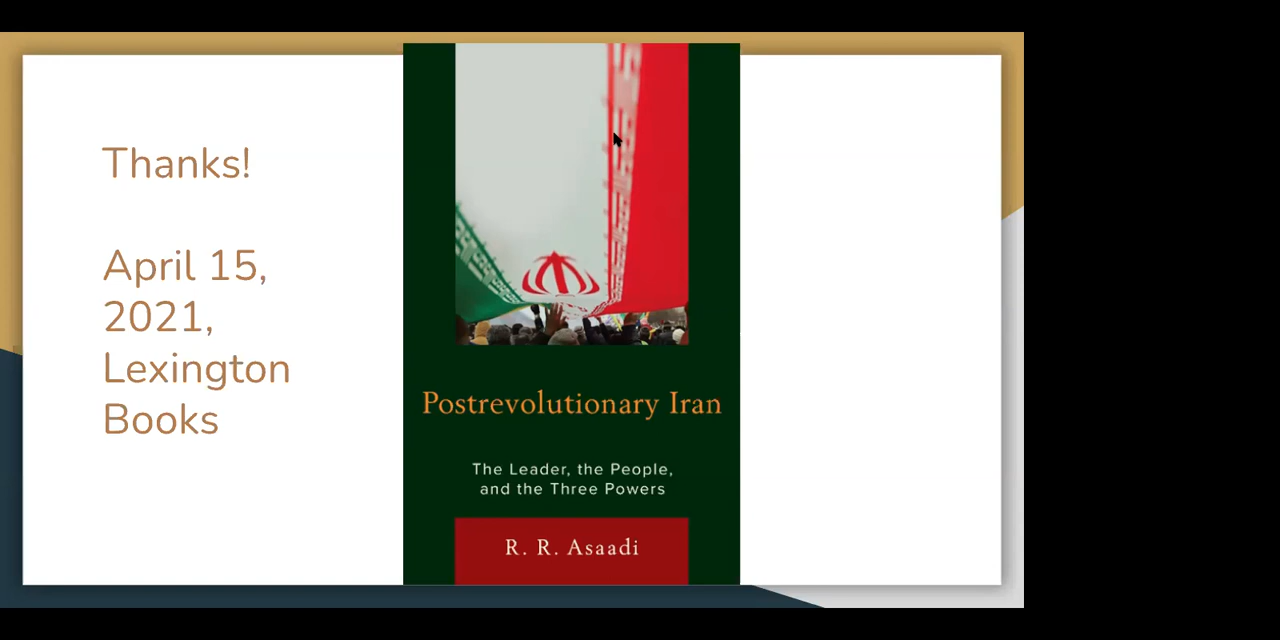 Thanks!
April 15,
2021,
Lexington
Books
Postrevolutionary Iran
The Leader, the People,
and the Three Powers
R. R. Asaadi